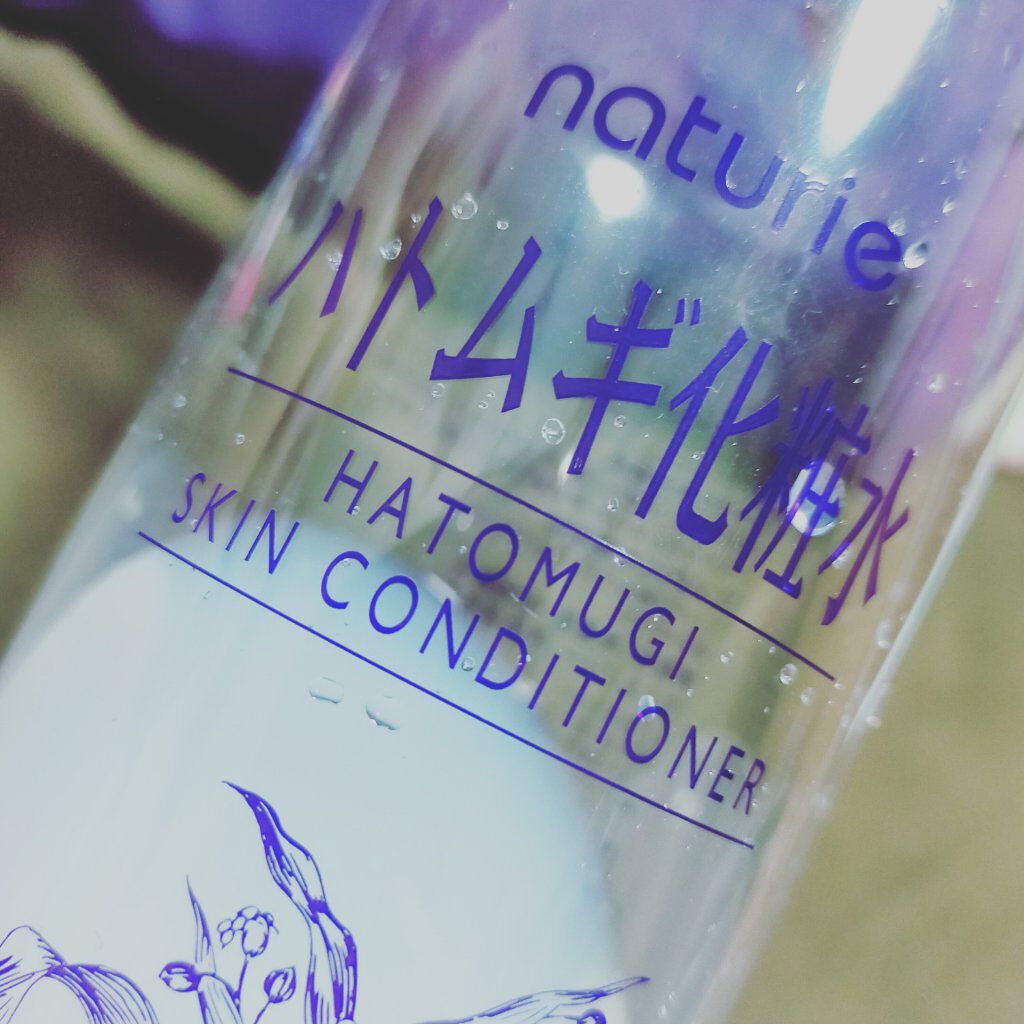 naturie
ハトムギ化粧水
HATOMUGI
SKIN CONDITIONER